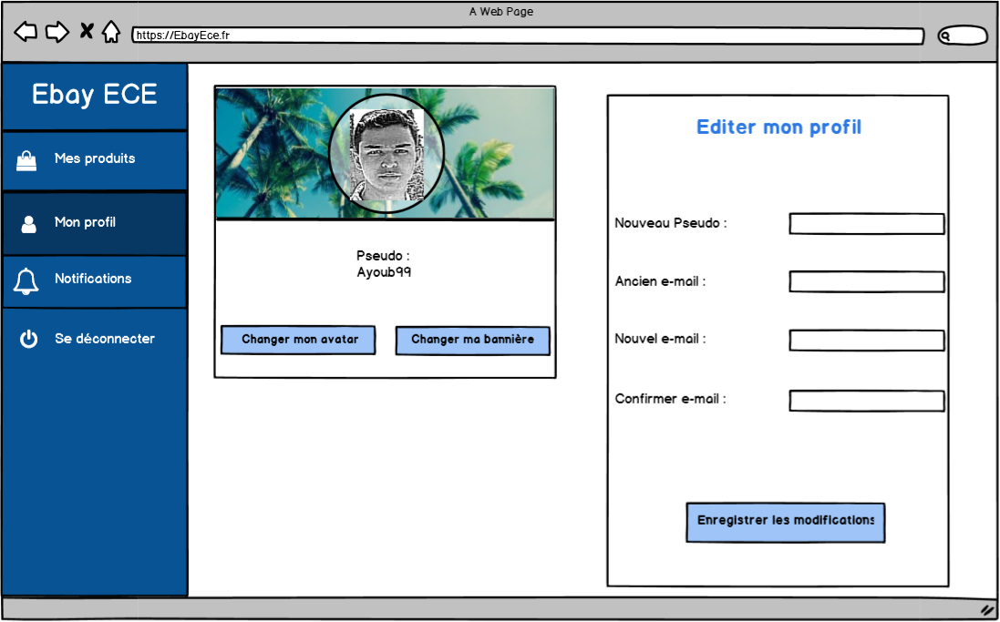 A Web Page
https://EbayEce.fr
Ebay ECE
Mes produits
Mon profil
Notifications
Se déconnecter
Pseudo :
Ayoub99
Changer mon avatar
Changer ma bannière
Editer mon profil
Nouveau Pseudo :
Ancien e-mail :
Nouvel e-mail :
Confirmer e-mail :
Enregistrer les modifications